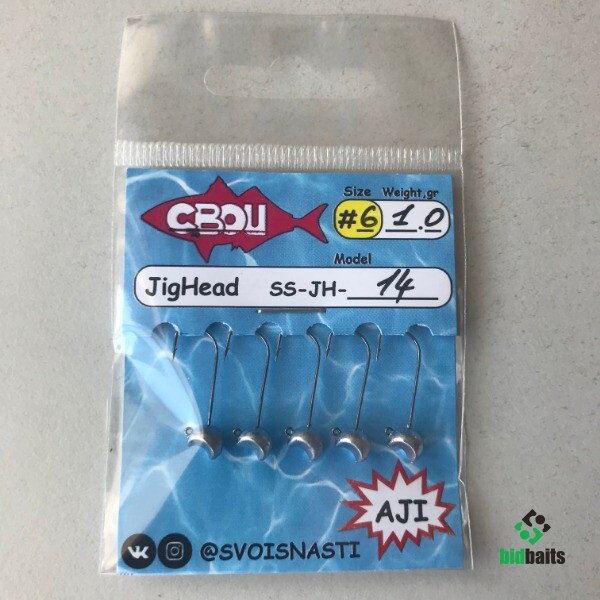 Size Weight,gr
СВОИ #6 1.0
Model
JigHead SS-JH- 14
AJI
@SVOISNASTI
bidbaits